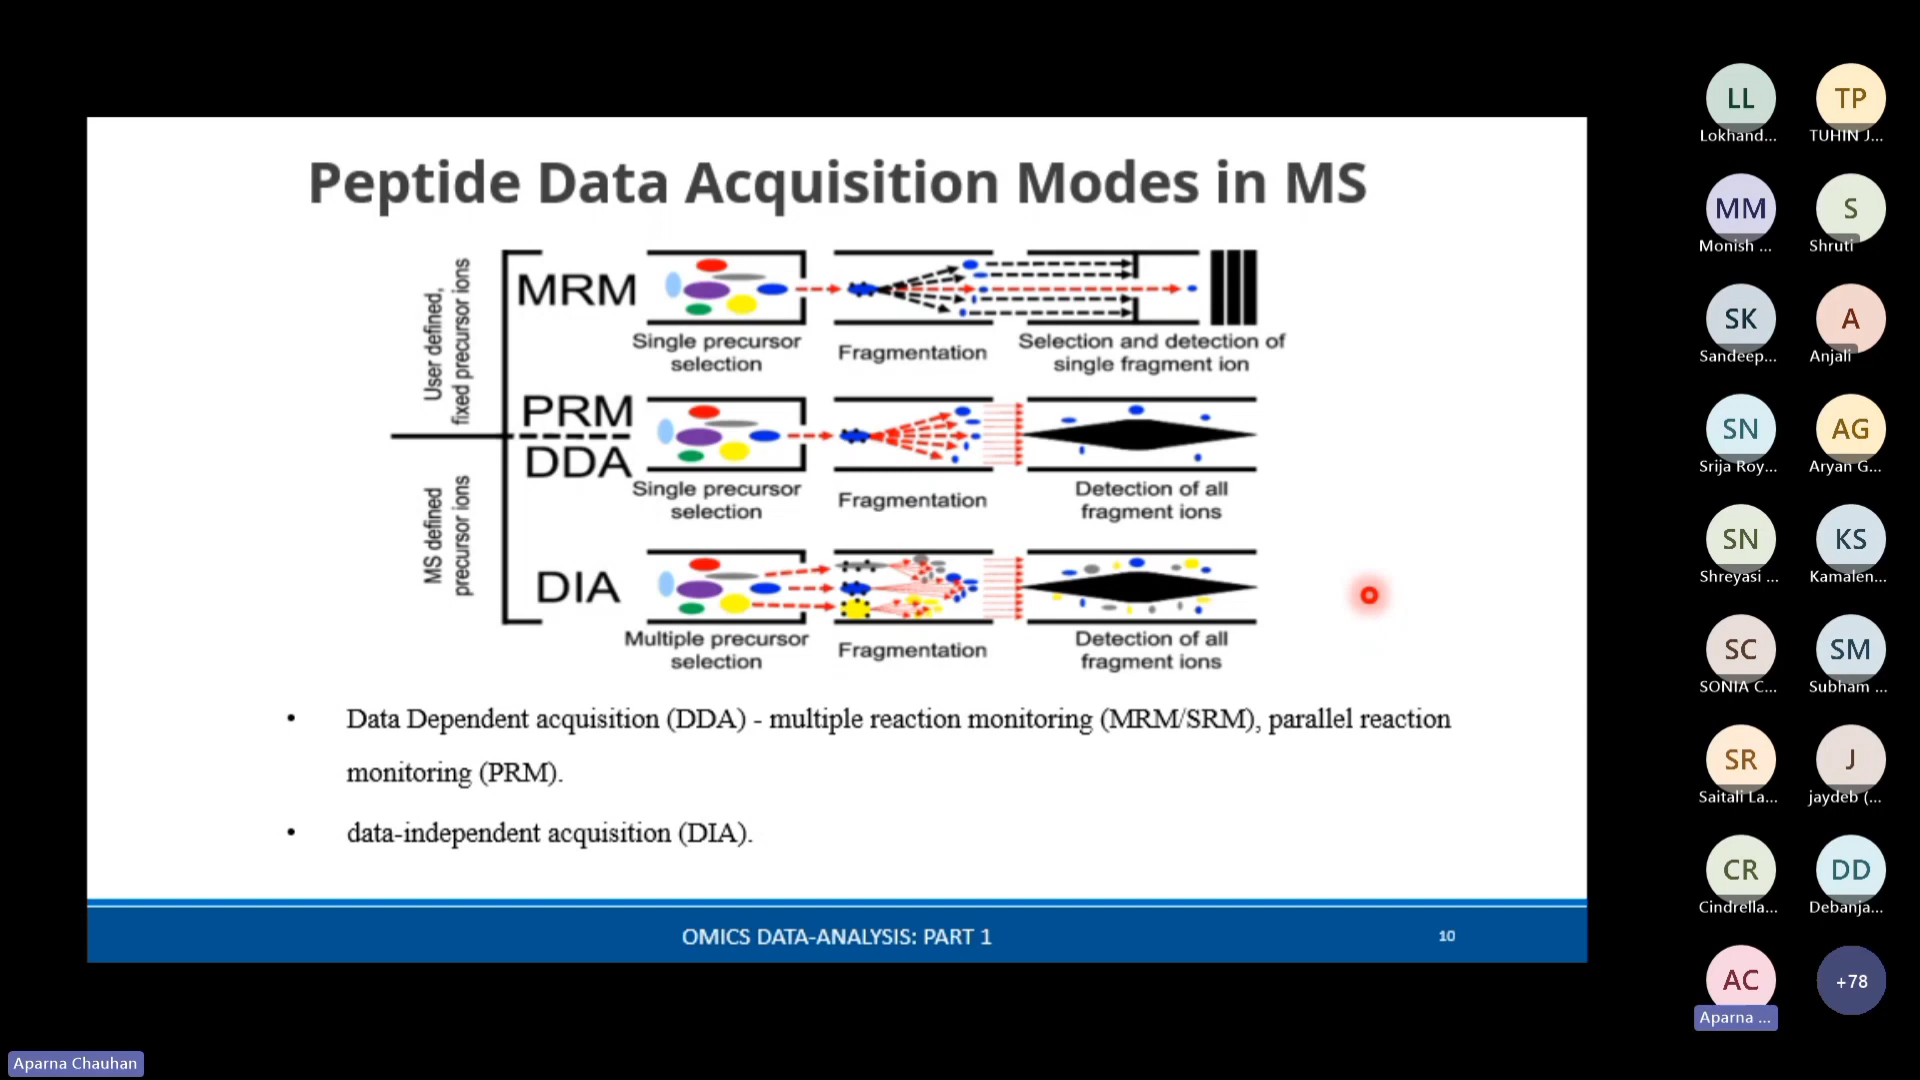 Peptide Data Acquisition Modes in MS
User defined,
fixed precursor ions
MS defined
precursor ions
MRM
Single precursor
selection
Fragmentation
Selection and detection of
single fragment ion
PRM
DDA
Single precursor
selection
Fragmentation
Detection of all
fragment ions
DIA
Multiple precursor
selection
Fragmentation
Detection of all
fragment ions
• Data Dependent acquisition (DDA) - multiple reaction monitoring (MRM/SRM), parallel reaction
monitoring (PRM).
• data-independent acquisition (DIA).
OMICS DATA-ANALYSIS: PART 1
10
LL
Lokhand...
TP
TUHIN J...
MM
Monish ...
S
Shruti
SK
Sandeep...
A
Anjali
SN
Srija Roy...
AG
Aryan G...
SN
Shreyasi ...
KS
Kamalen...
SC
SONIA C...
SM
Subham ...
SR
Saitali La...
J
jaydeb (...
CR
Cindrella...
DD
Debanja...
AC
Aparna ...
+78
Aparna Chauhan